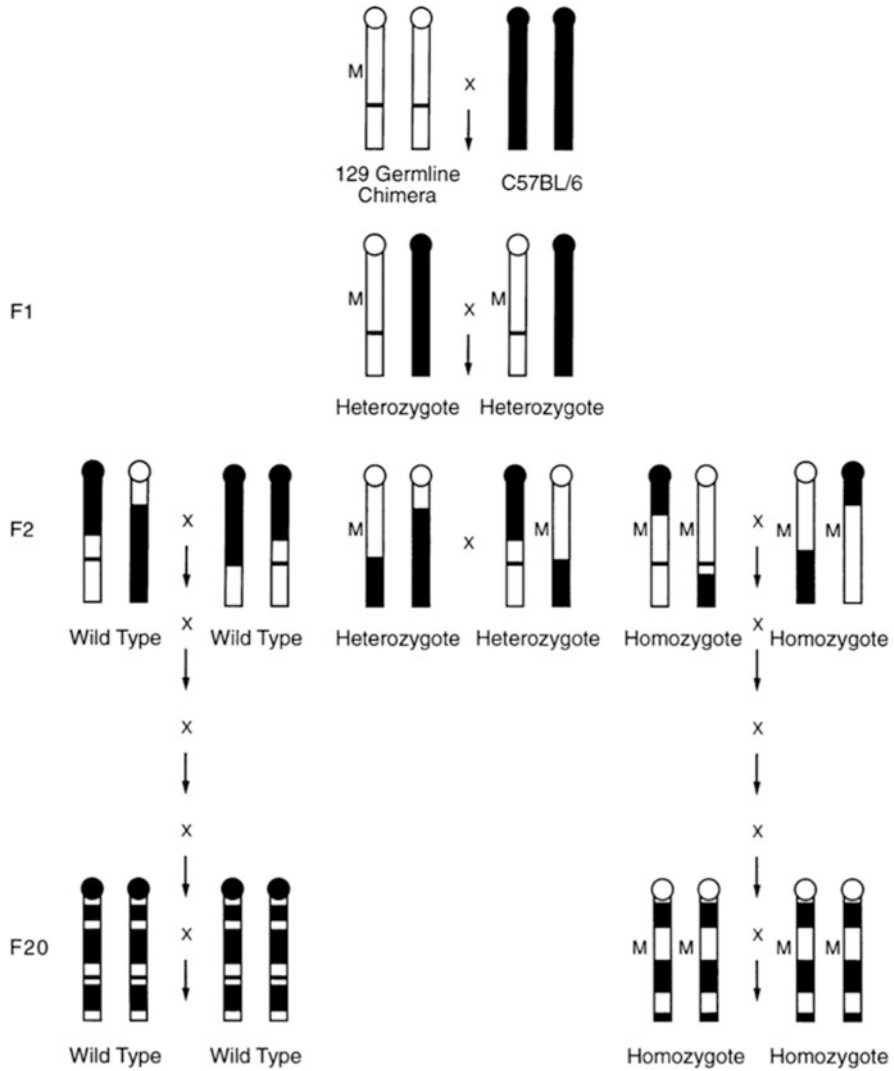 M
X
129 Germline
Chimera
C57BL/6
F1
M
X
M
Heterozygote
Heterozygote
F2
X
M
X
M
M
M
X
M
M
Wild Type
X
Wild Type
Heterozygote
Heterozygote
Homozygote
X
Homozygote
X
X
X
X
F20
X
M
M
X
M
M
Wild Type
Wild Type
Homozygote
Homozygote